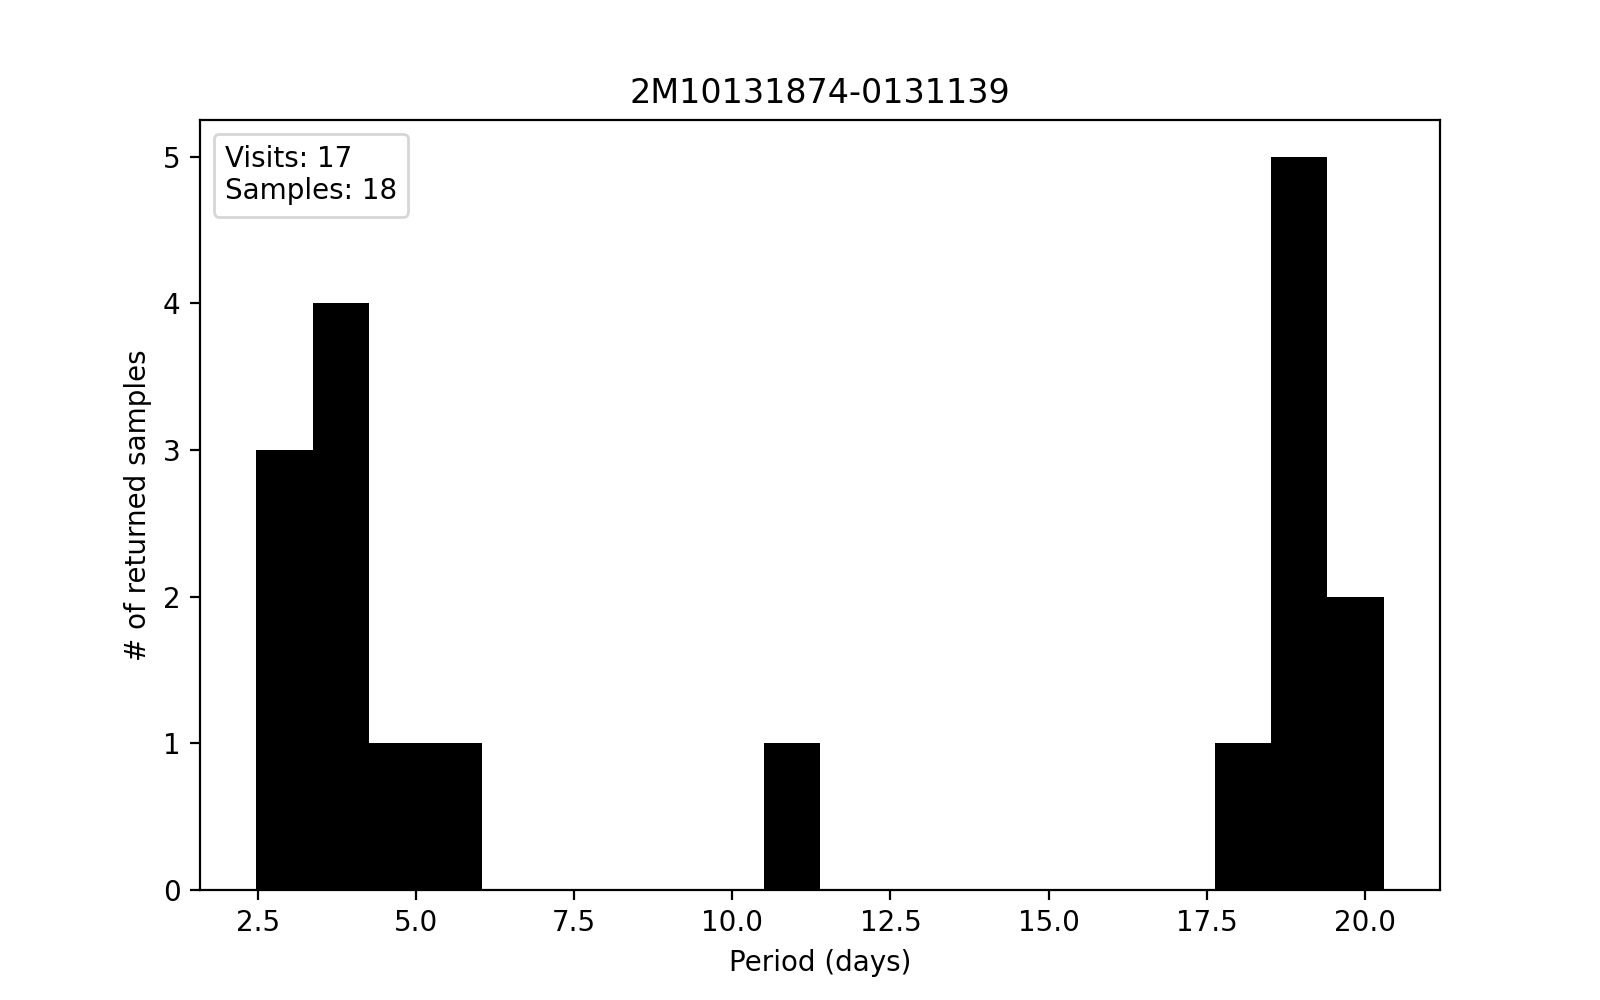 2M10131874-0131139
Visits: 17
Samples: 18
5
4
3
2
1
0
# of returned samples
2.5 5.0 7.5 10.0 12.5 15.0 17.5 20.0
Period (days)